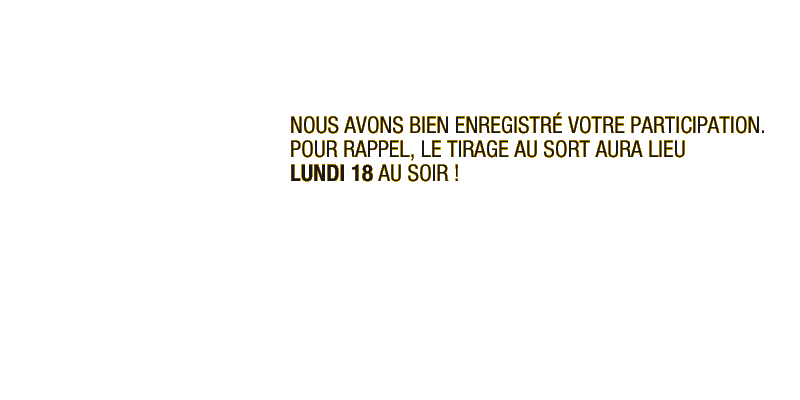 NOUS AVONS BIEN ENREGISTRÉ VOTRE PARTICIPATION.
POUR RAPPEL, LE TIRAGE AU SORT AURA LIEU
LUNDI 18 AU SOIR !